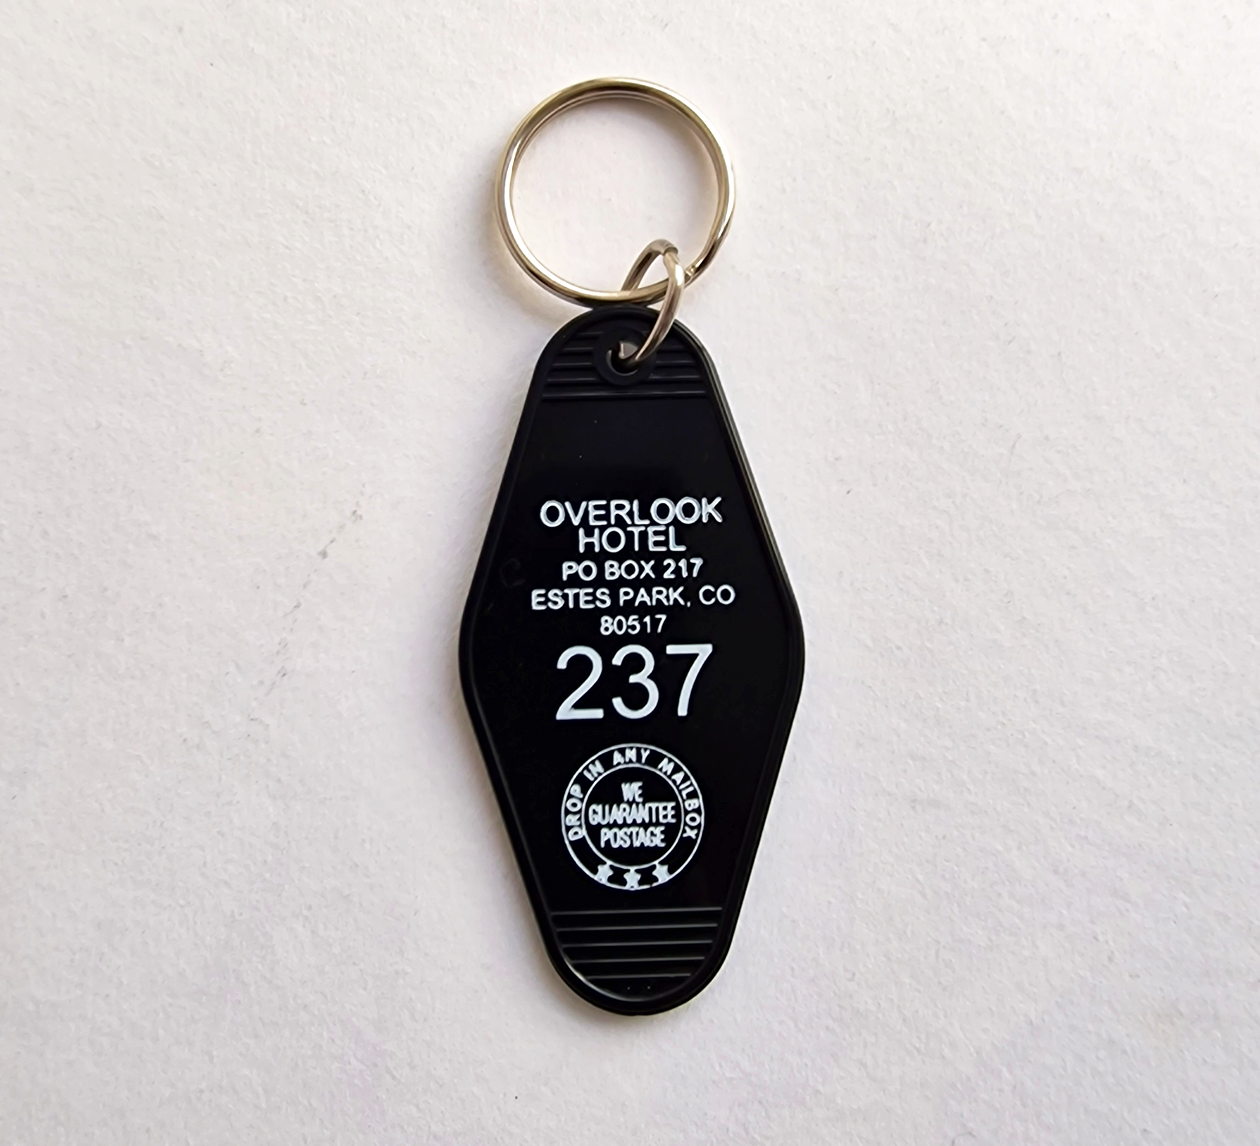 OVERLOOK
HOTEL
PO BOX 217
ESTES PARK, CO
80517
237
DROP IN ANY MAILBOX
WE
GUARANTEE
POSTAGE